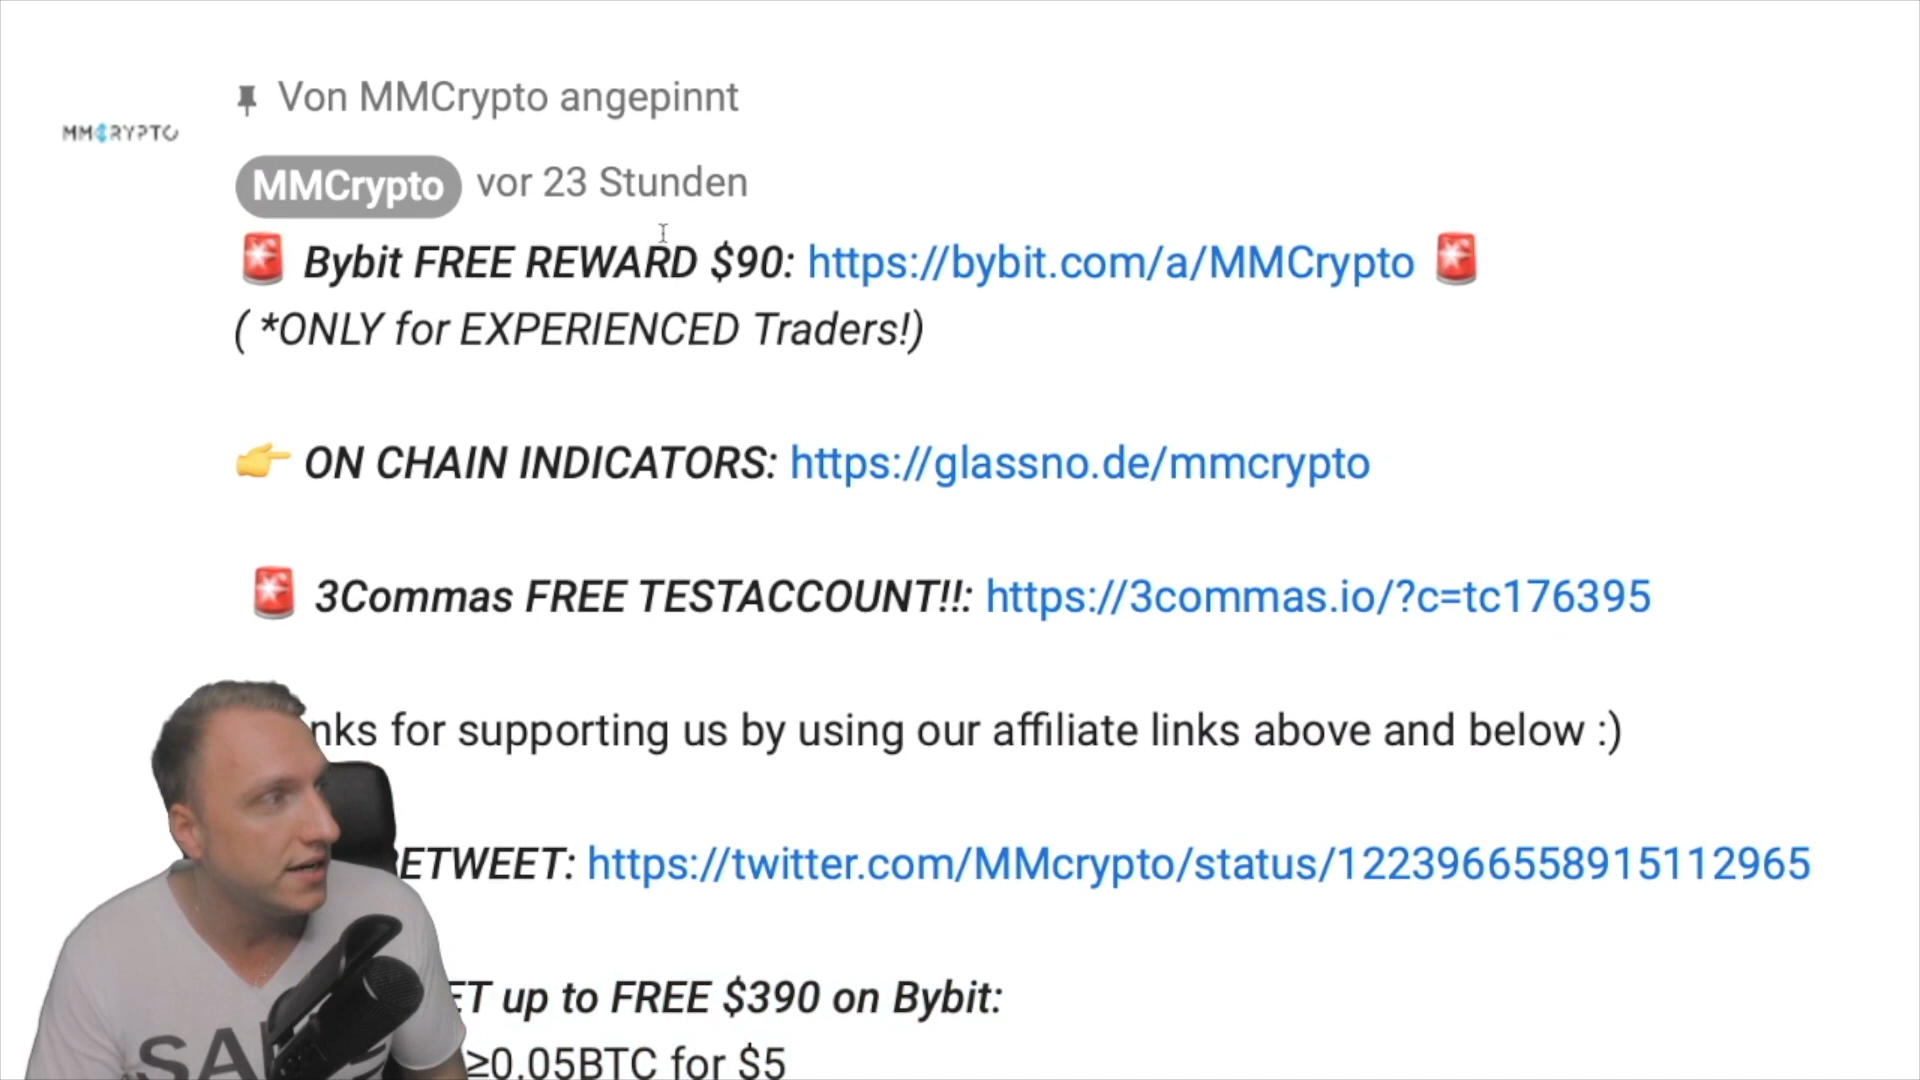 Von MMCrypto angepinnt
MMCRYPTO
MMCrypto vor 23 Stunden
Bybit FREE REWARD $90: https://bybit.com/a/MMCrypto
( *ONLY for EXPERIENCED Traders!)
ON CHAIN INDICATORS: https://glassno.de/mmcrypto
3Commas FREE TESTACCOUNT!!: https://3commas.io/?c=tc176395
nks for supporting us by using our affiliate links above and below :)
ETWEET: https://twitter.com/MMcrypto/status/1223966558915112965
ET up to FREE $390 on Bybit:
≥0.05BTC for $5